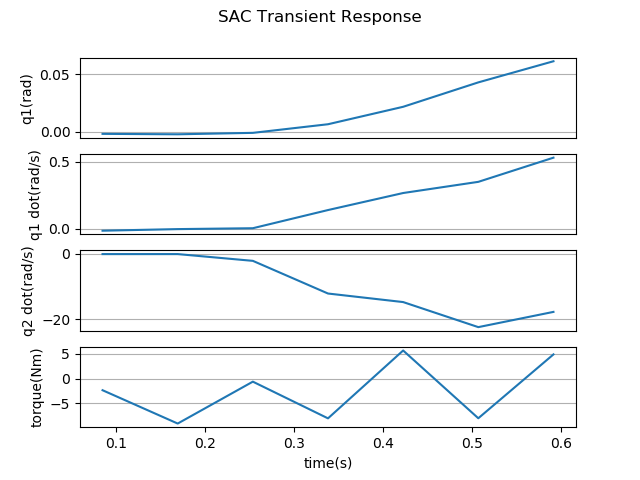 SAC Transient Response
0.05
0.00
q1(rad)
0.5
0.0
q1 dot(rad/s)
0
−20
q2 dot(rad/s)
5
0
−5
torque(Nm)
0.1 0.2 0.3 0.4 0.5 0.6
time(s)